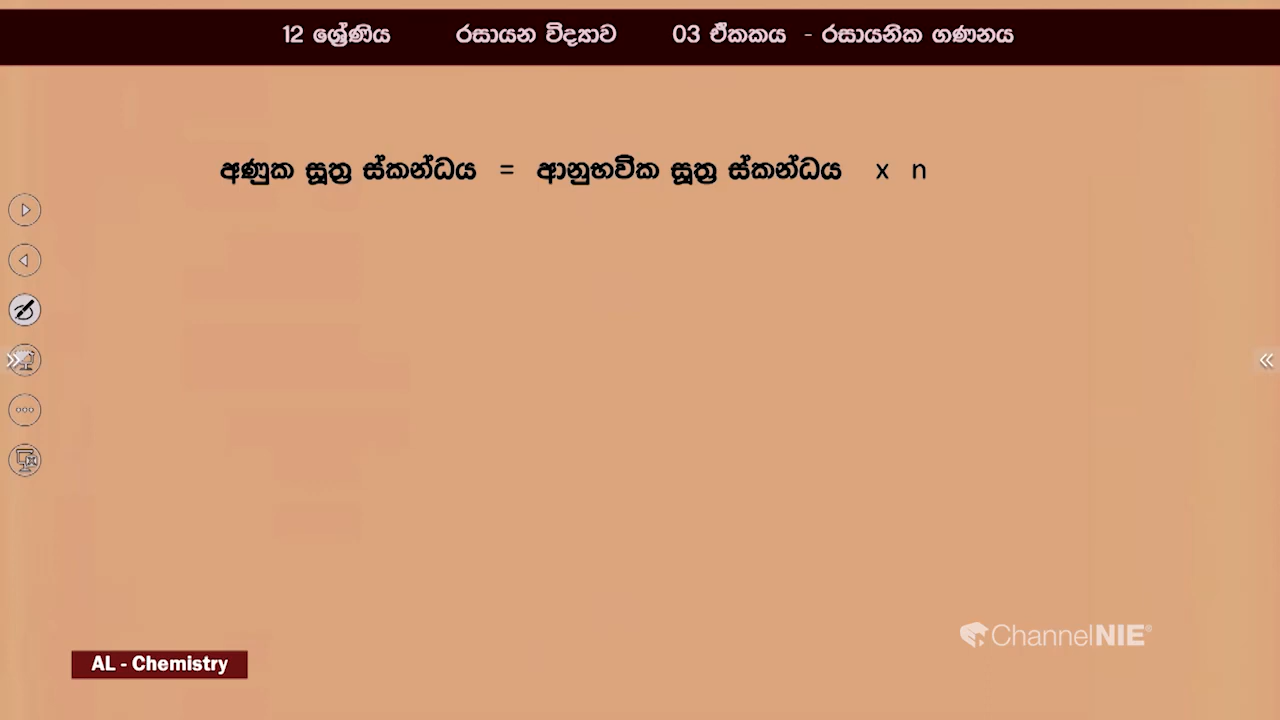 12 ශ්‍රේණිය රසායන විද්‍යාව 03 ඒකකය - රසායනික ගණනය
අණුක සූත්‍ර ස්කන්ධය = ආනුභවික සූත්‍ර ස්කන්ධය x n
ChannelNIE®
AL - Chemistry